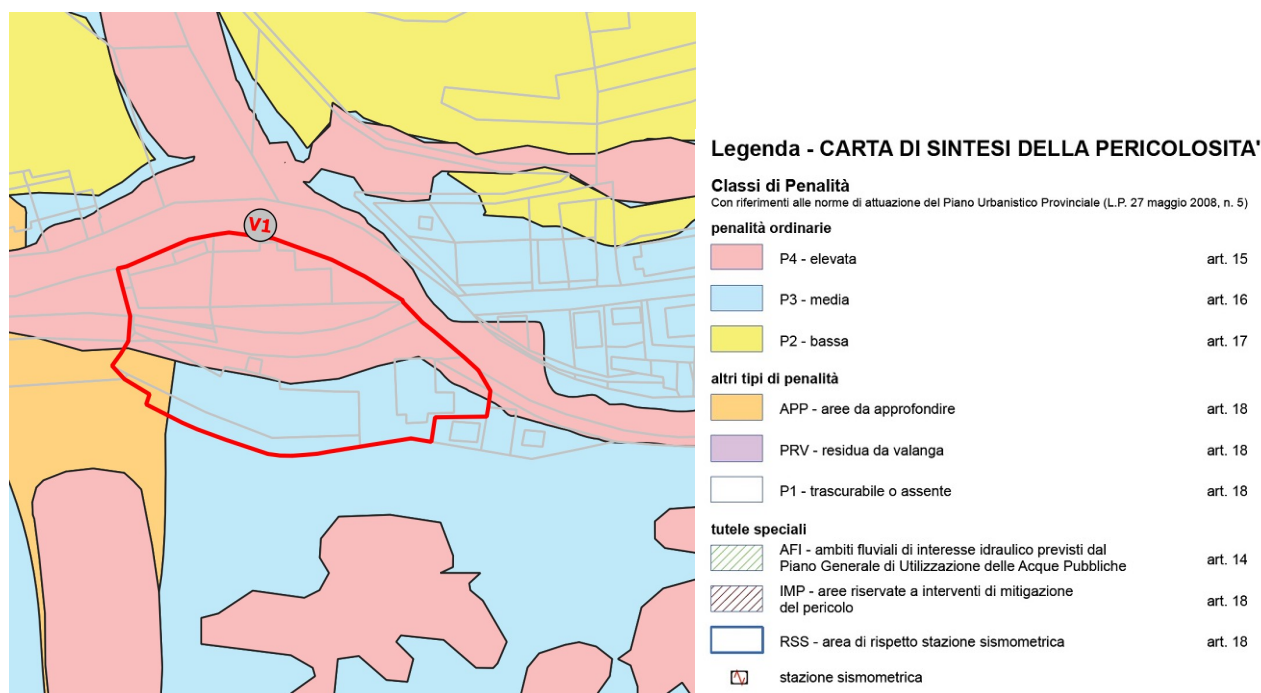 V1
Legenda - CARTA DI SINTESI DELLA PERICOLOSITA'
Classi di Penalità
Con riferimenti alle norme di attuazione del Piano Urbanistico Provinciale (L.P. 27 maggio 2008, n. 5)
penalità ordinarie
P4 - elevata art. 15
P3 - media art. 16
P2 - bassa art. 17
altri tipi di penalità
APP - aree da approfondire art. 18
PRV - residua da valanga art. 18
P1 - trascurabile o assente art. 18
tutele speciali
AFI - ambiti fluviali di interesse idraulico previsti dal
Piano Generale di Utilizzazione delle Acque Pubbliche art. 14
IMP - aree riservate a interventi di mitigazione
del pericolo art. 18
RSS - area di rispetto stazione sismometrica art. 18
stazione sismometrica